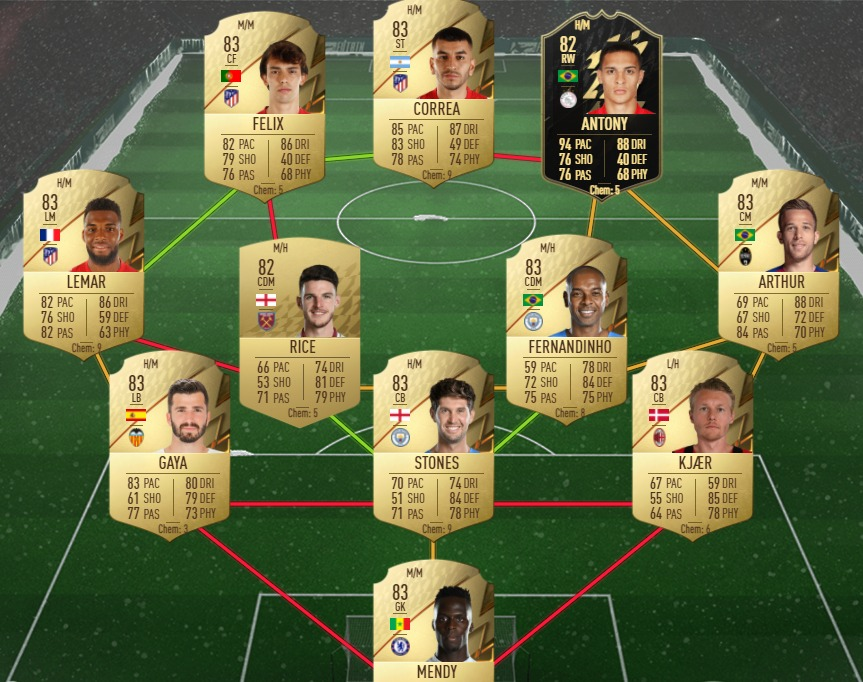 H/M
83
ST
CORREA
85 PAC 87 DRI
83 SHO 49 DEF
78 PAS 74 PHY
Chem: 9
M/M
83
CF
FELIX
82 PAC 86 DRI
79 SHO 40 DEF
76 PAS 68 PHY
Chem: 5
H/M
82
RW
ANTONY
94 PAC 88 DRI
76 SHO 40 DEF
76 PAS 68 PHY
Chem: 5
H/M
83
LM
LEMAR
82 PAC 86 DRI
76 SHO 59 DEF
82 PAS 63 PHY
Chem: 9
M/H
82
CDM
RICE
66 PAC 74 DRI
53 SHO 81 DEF
71 PAS 79 PHY
Chem: 5
M/H
83
CDM
FERNANDINHO
59 PAC 78 DRI
72 SHO 84 DEF
75 PAS 75 PHY
Chem: 8
M/M
83
CM
ARTHUR
69 PAC 88 DRI
67 SHO 72 DEF
84 PAS 70 PHY
Chem: 5
H/M
83
LB
GAYA
83 PAC 80 DRI
61 SHO 79 DEF
77 PAS 73 PHY
Chem: 3
H/M
83
CB
STONES
70 PAC 74 DRI
51 SHO 84 DEF
71 PAS 78 PHY
Chem: 9
L/H
83
CB
KJÆR
67 PAC 59 DRI
55 SHO 85 DEF
64 PAS 78 PHY
Chem: 6
M/M
83
GK
MENDY